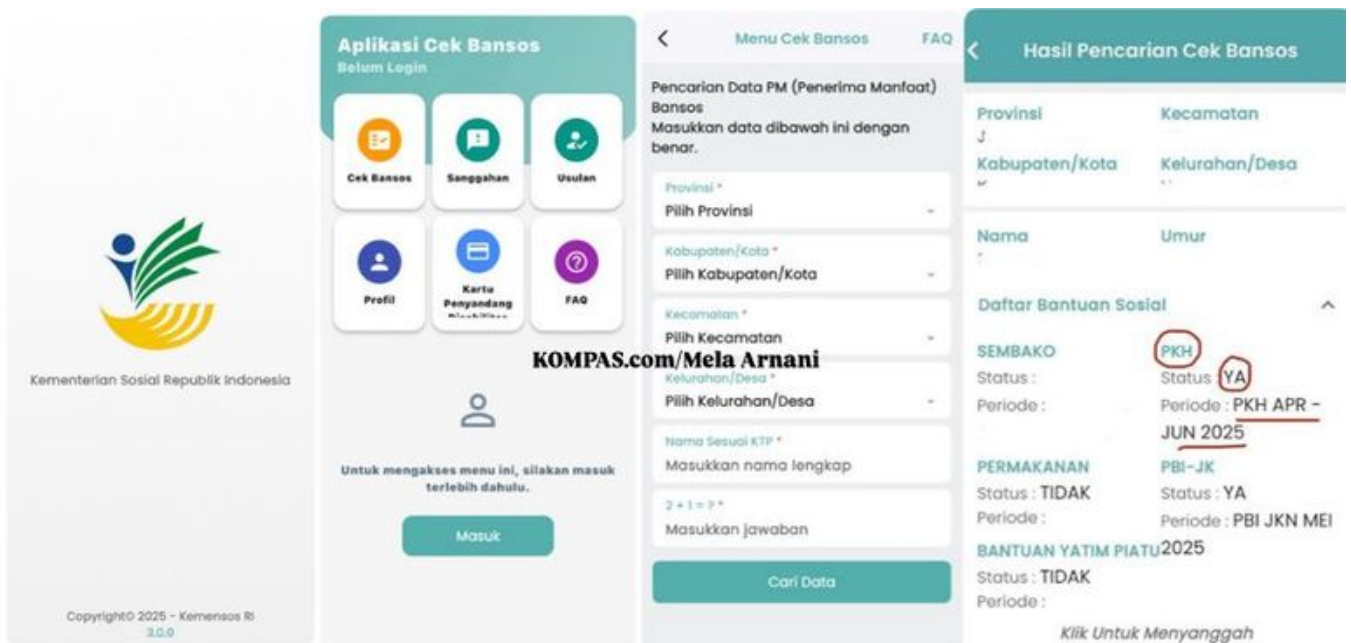 Kementerian Sosial Republik Indonesia
Copyright© 2025 - Kemensos RI
3.0.0
Aplikasi Cek Bansos
Belum Login
Cek Bansos
Sanggahan
Usulan
Profil
Kartu
Penyandang
FAQ
Untuk mengakses menu ini, silakan masuk
terlebih dahulu.
Masuk
Menu Cek Bansos
FAQ
Pencarian Data PM (Penerima Manfaat)
Bansos
Masukkan data dibawah ini dengan
benar.
Provinsi *
Pilih Provinsi
Kabupaten/Kota *
Pilih Kabupaten/Kota
Kecamatan *
Pilih Kecamatan
KOMPAS.com/Mela Arnani
Kelurahan/Desa *
Pilih Kelurahan/Desa
Nama Sesuai KTP *
Masukkan nama lengkap
2 + 1 = ? *
Masukkan jawaban
Cari Data
Hasil Pencarian Cek Bansos
Provinsi
Kecamatan
Kabupaten/Kota
Kelurahan/Desa
Nama
Umur
Daftar Bantuan Sosial
SEMBAKO
Status :
Periode :
PKH
Status : YA
Periode : PKH APR -
JUN 2025
PERMAKANAN
Status : TIDAK
Periode :
PBI-JK
Status : YA
Periode : PBI JKN MEI
2025
BANTUAN YATIM PIATU
Status : TIDAK
Periode :
Klik Untuk Menyanggah